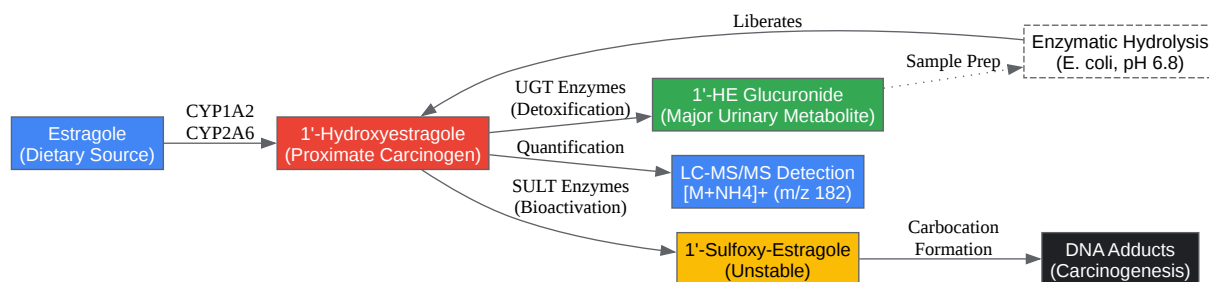 Liberates
Enzymatic Hydrolysis
(E. coli, pH 6.8)
Sample Prep
UGT Enzymes
(Detoxification)
1'-HE Glucuronide
(Major Urinary Metabolite)
CYP1A2
CYP2A6
Estragole
(Dietary Source)
1'-Hydroxyestragole
(Proximate Carcinogen)
Quantification
LC-MS/MS Detection
[M+NH4]+ (m/z 182)
SULT Enzymes
(Bioactivation)
1'-Sulfoxy-Estragole
(Unstable)
Carbocation
Formation
DNA Adducts
(Carcinogenesis)